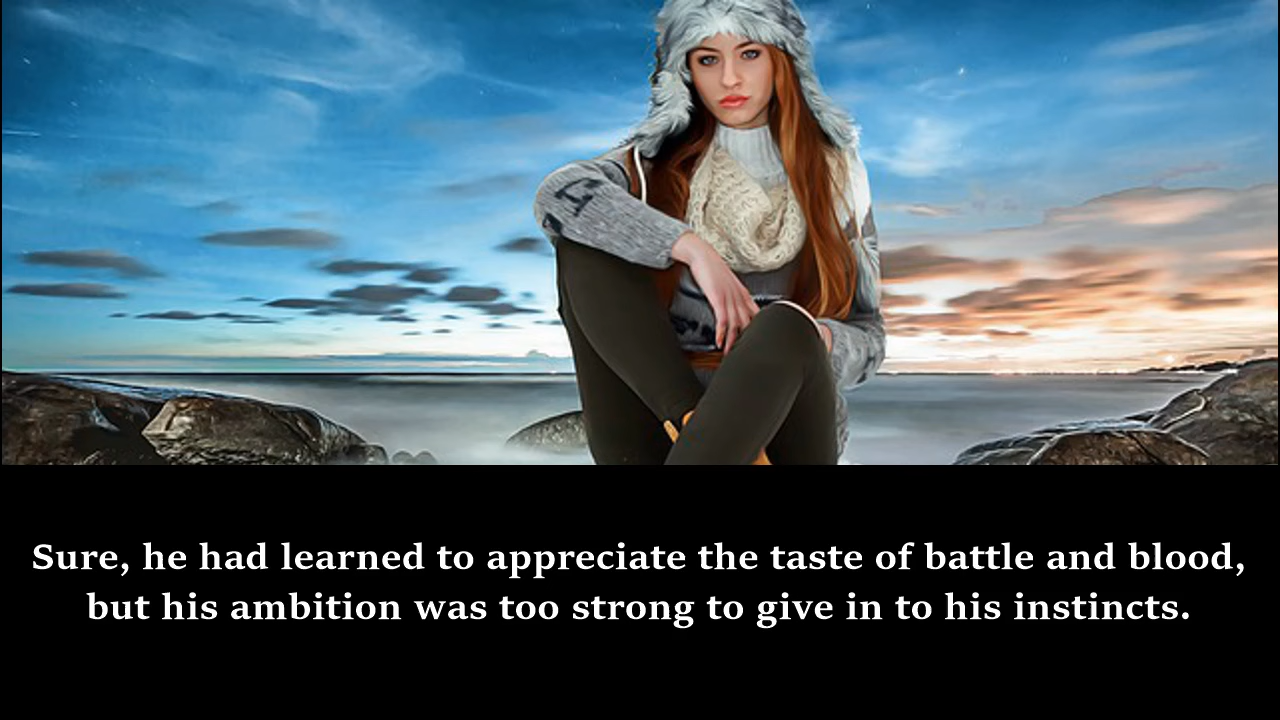 Sure, he had learned to appreciate the taste of battle and blood,
but his ambition was too strong to give in to his instincts.